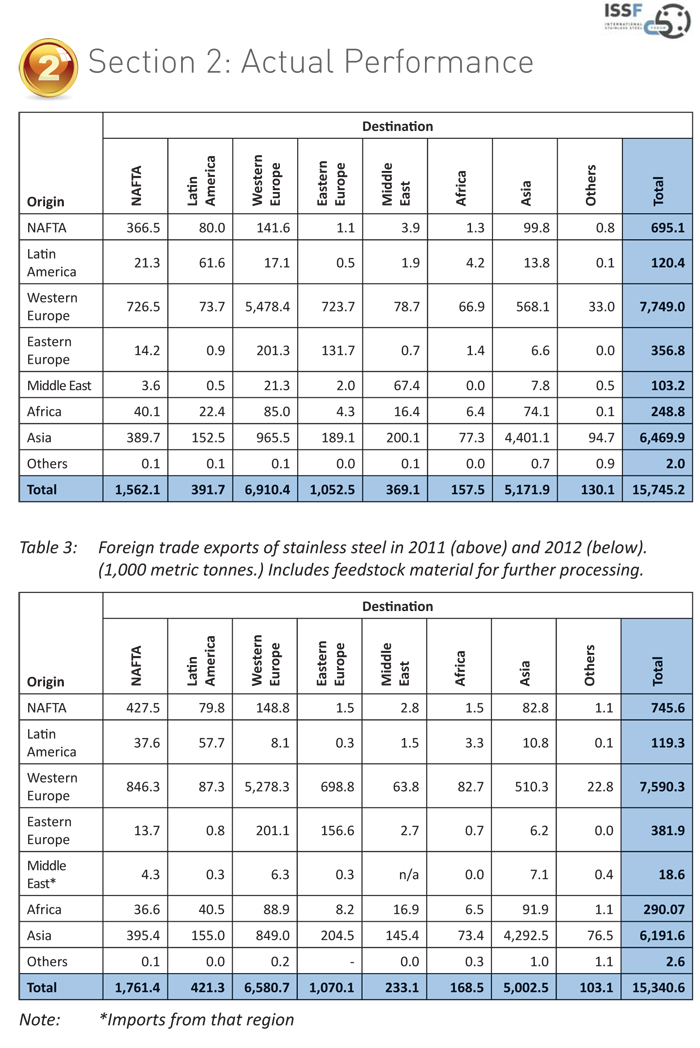 ISSF
INTERNATIONAL
STAINLESS STEEL FORUM
2 Section 2: Actual Performance
Destination
Origin NAFTA Latin America Western Europe Eastern Europe Middle East Africa Asia Others Total
NAFTA 366.5 80.0 141.6 1.1 3.9 1.3 99.8 0.8 695.1
Latin America 21.3 61.6 17.1 0.5 1.9 4.2 13.8 0.1 120.4
Western Europe 726.5 73.7 5,478.4 723.7 78.7 66.9 568.1 33.0 7,749.0
Eastern Europe 14.2 0.9 201.3 131.7 0.7 1.4 6.6 0.0 356.8
Middle East 3.6 0.5 21.3 2.0 67.4 0.0 7.8 0.5 103.2
Africa 40.1 22.4 85.0 4.3 16.4 6.4 74.1 0.1 248.8
Asia 389.7 152.5 965.5 189.1 200.1 77.3 4,401.1 94.7 6,469.9
Others 0.1 0.1 0.1 0.0 0.1 0.0 0.7 0.9 2.0
Total 1,562.1 391.7 6,910.4 1,052.5 369.1 157.5 5,171.9 130.1 15,745.2
Table 3: Foreign trade exports of stainless steel in 2011 (above) and 2012 (below).
(1,000 metric tonnes.) Includes feedstock material for further processing.
Destination
Origin NAFTA Latin America Western Europe Eastern Europe Middle East Africa Asia Others Total
NAFTA 427.5 79.8 148.8 1.5 2.8 1.5 82.8 1.1 745.6
Latin America 37.6 57.7 8.1 0.3 1.5 3.3 10.8 0.1 119.3
Western Europe 846.3 87.3 5,278.3 698.8 63.8 82.7 510.3 22.8 7,590.3
Eastern Europe 13.7 0.8 201.1 156.6 2.7 0.7 6.2 0.0 381.9
Middle East* 4.3 0.3 6.3 0.3 n/a 0.0 7.1 0.4 18.6
Africa 36.6 40.5 88.9 8.2 16.9 6.5 91.9 1.1 290.07
Asia 395.4 155.0 849.0 204.5 145.4 73.4 4,292.5 76.5 6,191.6
Others 0.1 0.0 0.2 - 0.0 0.3 1.0 1.1 2.6
Total 1,761.4 421.3 6,580.7 1,070.1 233.1 168.5 5,002.5 103.1 15,340.6
Note: *Imports from that region